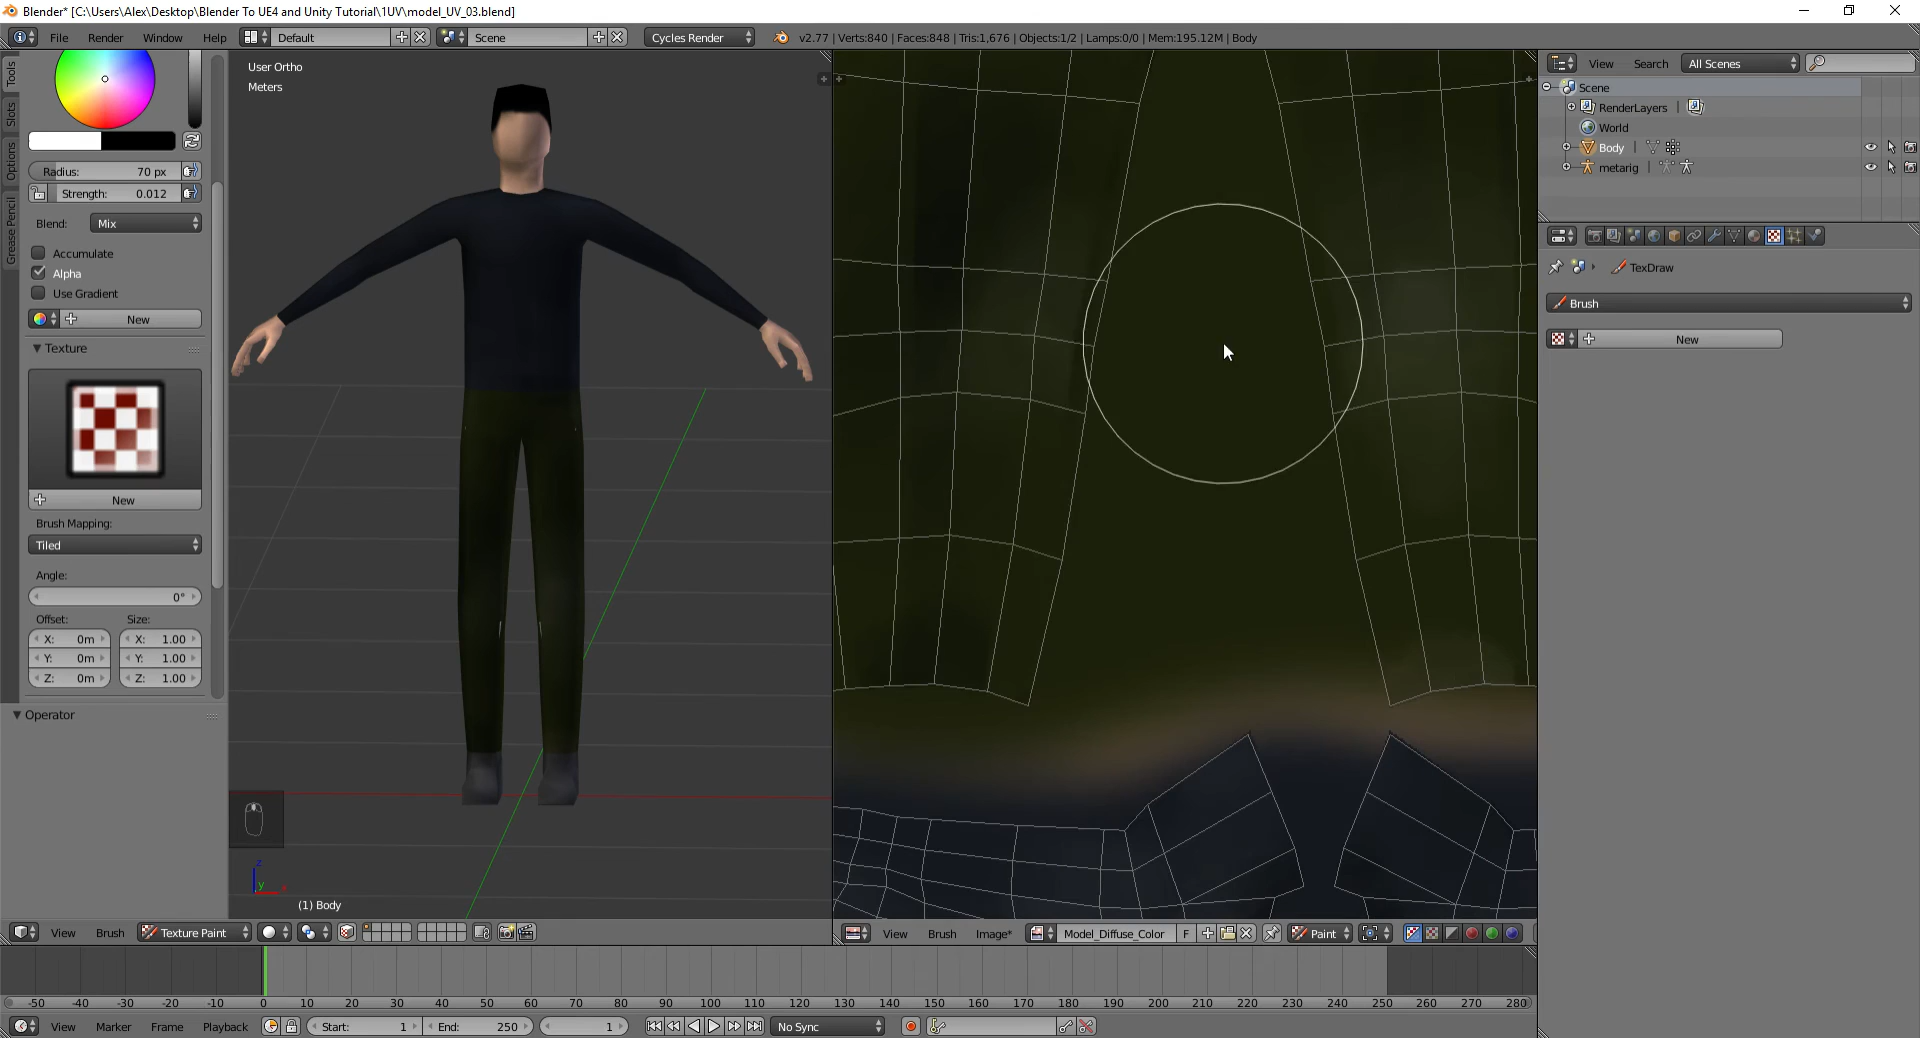 Blender* [C:\Users\Alex\Desktop\Blender To UE4 and Unity Tutorial\1UV\model_UV_03.blend]
File Render Window Help Default Scene Cycles Render v2.77 | Verts:840 | Faces:848 | Tris:1,676 | Objects:1/2 | Lamps:0/0 | Mem:195.12M | Body
Tools
Slots
Options
Grease Pencil
Radius: 70 px
Strength: 0.012
Blend: Mix
Accumulate
Alpha
Use Gradient
New
Texture
New
Brush Mapping:
Tiled
Angle:
0°
Offset: Size:
X: 0m X: 1.00
Y: 0m Y: 1.00
Z: 0m Z: 1.00
Operator
User Ortho
Meters
z
y
x
(1) Body
View Brush Texture Paint
View Brush Image* Model_Diffuse_Color F Paint
View Search All Scenes
Scene
RenderLayers |
World
Body |
metarig |
TexDraw
Brush
New
-50 -40 -30 -20 -10 0 10 20 30 40 50 60 70 80 90 100 110 120 130 140 150 160 170 180 190 200 210 220 230 240 250 260 270 280
View Marker Frame Playback Start: 1 End: 250 1 No Sync